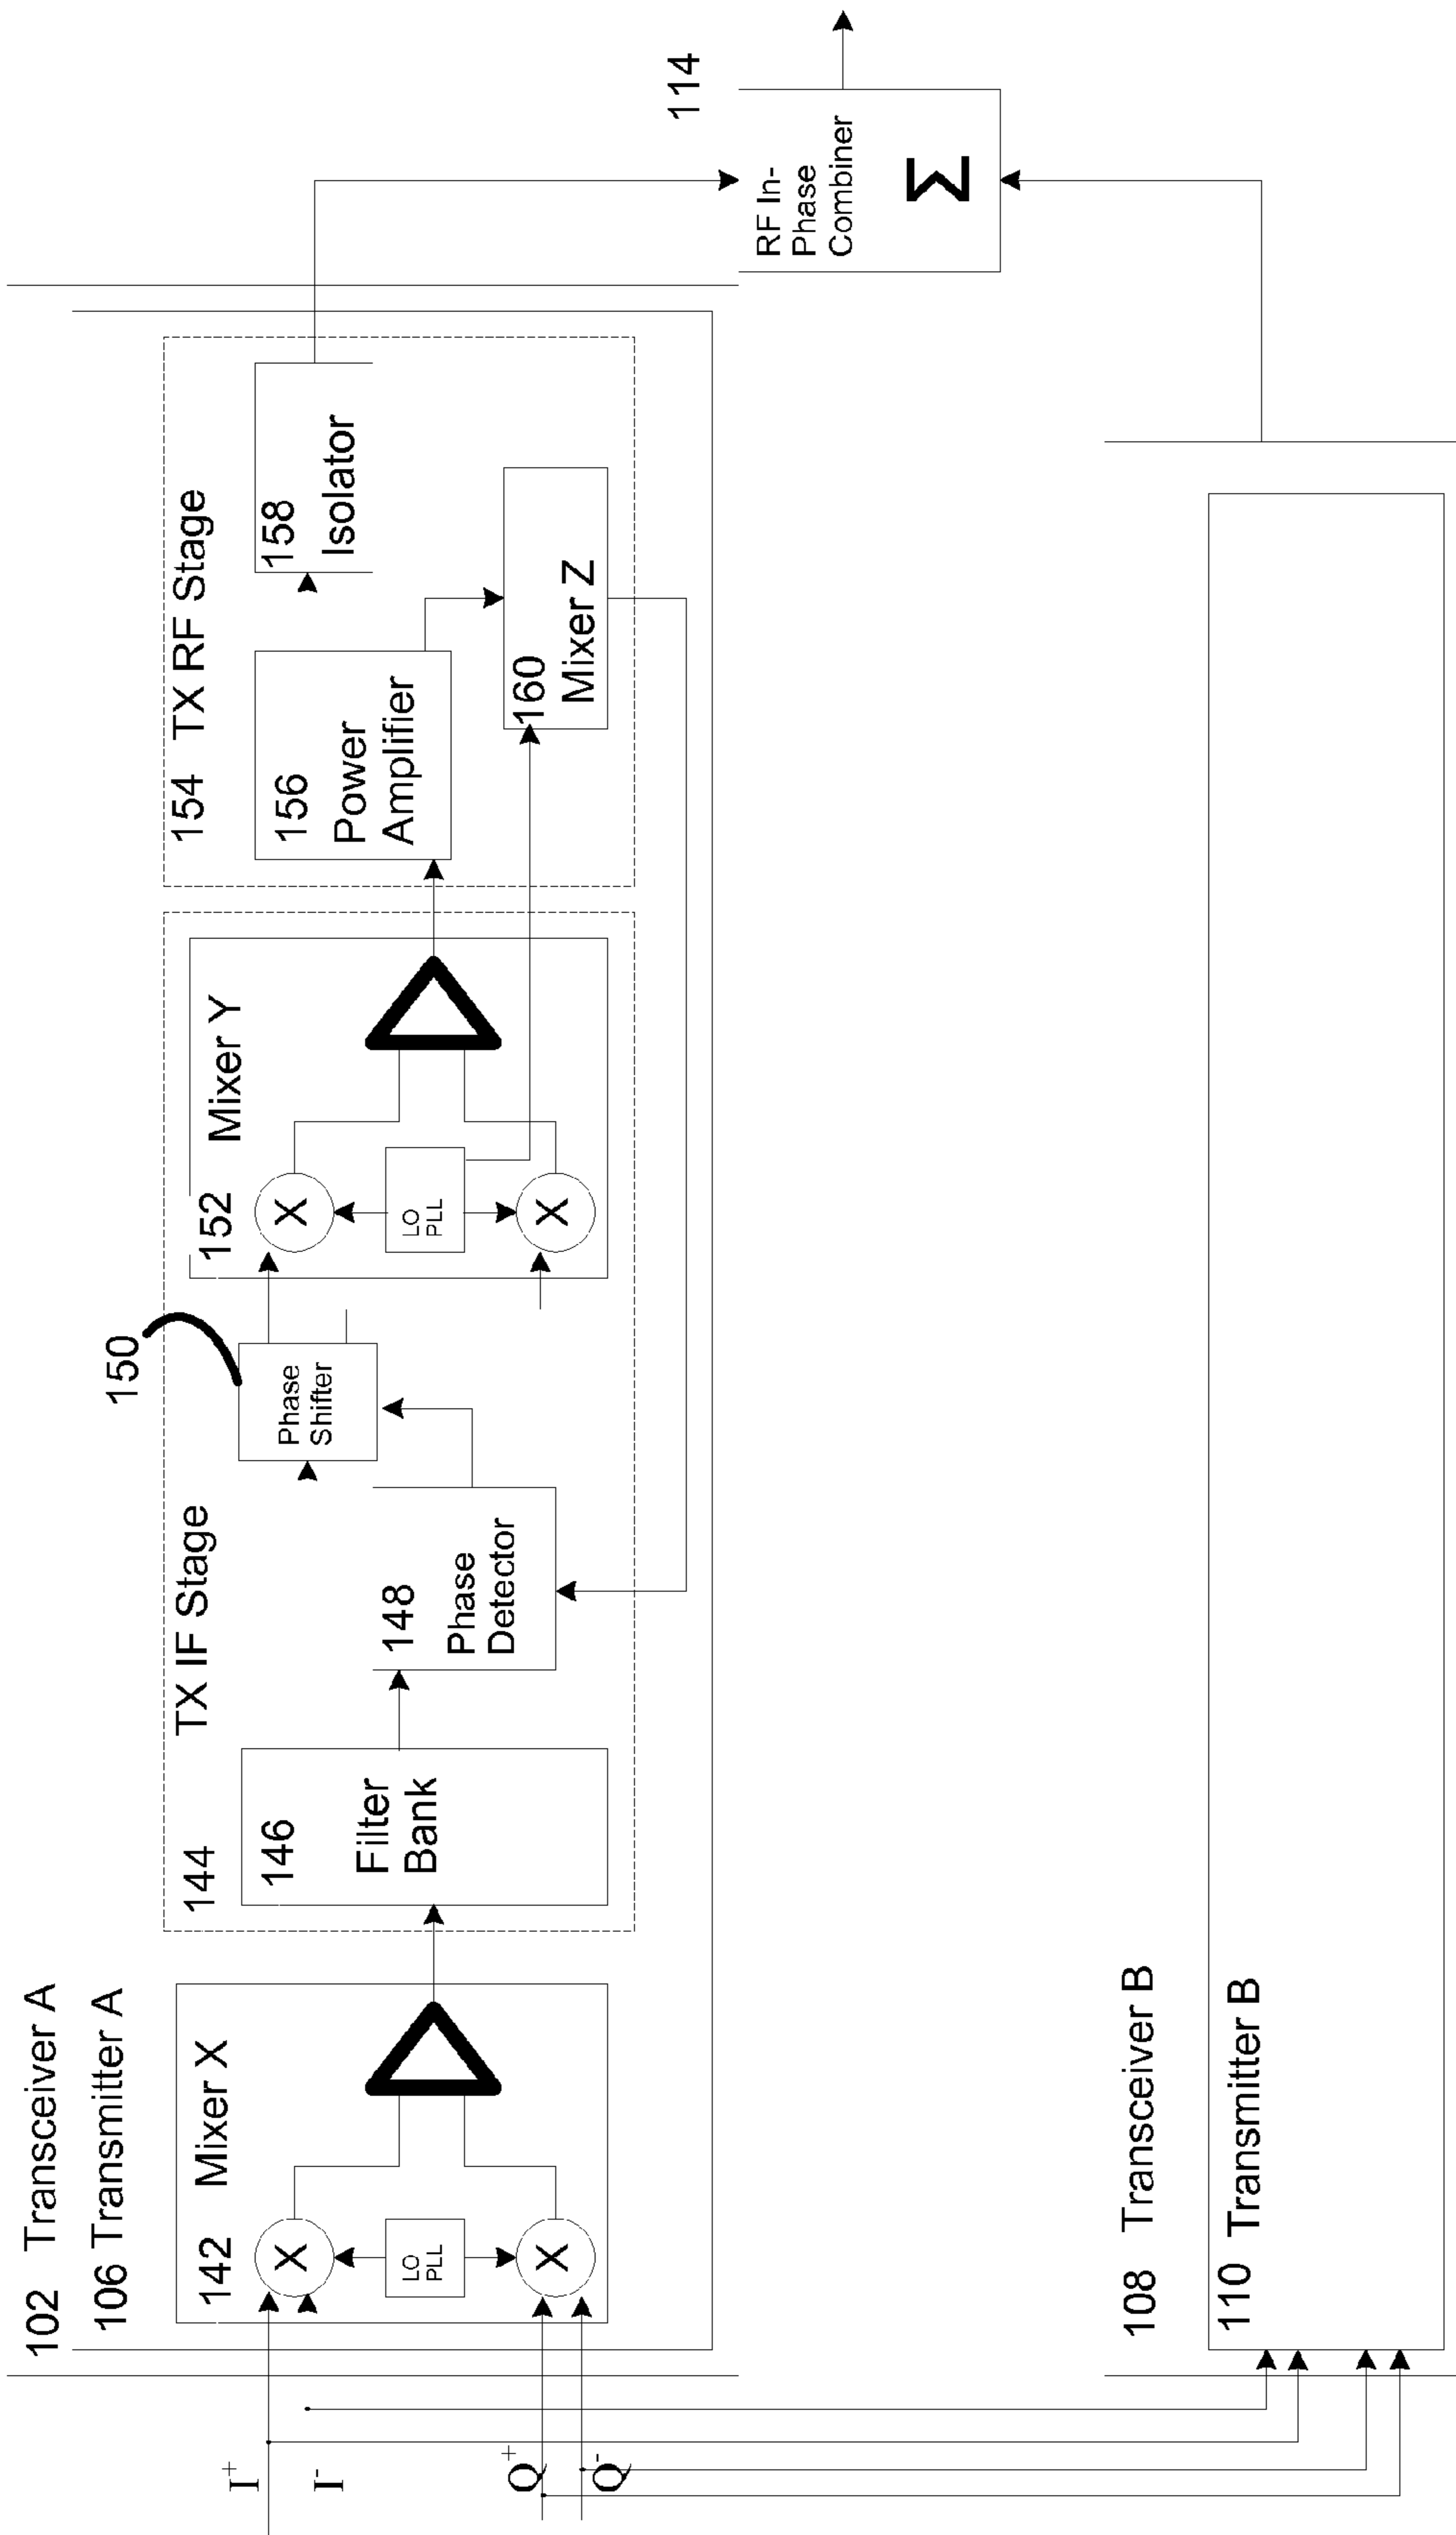 102 Transceiver A
106 Transmitter A
142 Mixer X
X
LO
PLL
X
144
TX IF Stage
146
Filter
Bank
148
Phase
Detector
150
Phase
Shifter
152 Mixer Y
X
LO
PLL
X
154 TX RF Stage
156
Power
Amplifier
158
Isolator
160
Mixer Z
114
RF In-
Phase
Combiner
Σ
I+
I-
Q+
Q-
108 Transceiver B
110 Transmitter B